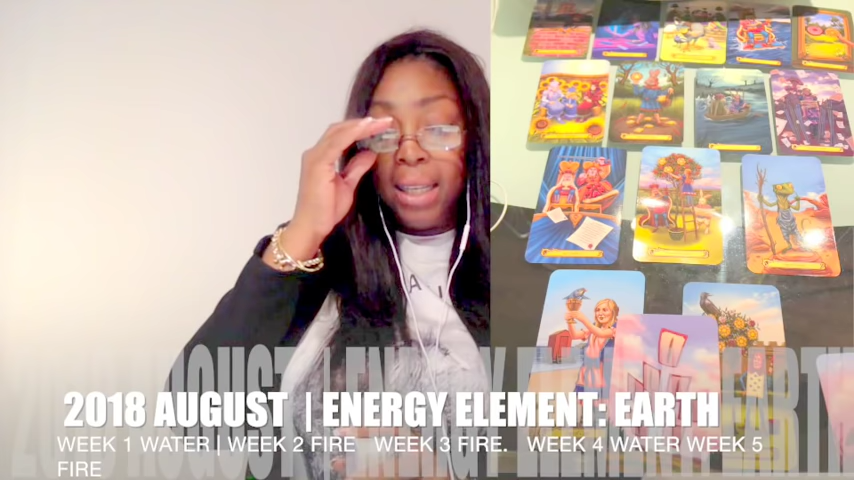 2018 AUGUST | ENERGY ELEMENT: EARTH
WEEK 1 WATER | WEEK 2 FIRE WEEK 3 FIRE. WEEK 4 WATER WEEK 5
FIRE